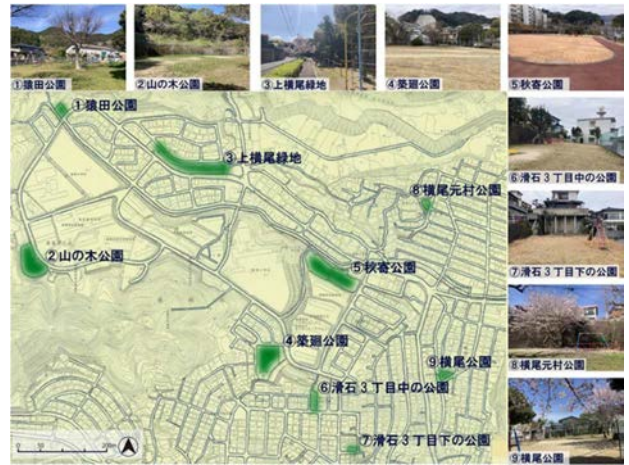 ①猿田公園
②山の木公園
③上横尾緑地
④築廻公園
⑤秋寄公園
①猿田公園
③上横尾緑地
⑧横尾元村公園
②山の木公園
⑤秋寄公園
④築廻公園
⑨横尾公園
⑥滑石3丁目中の公園
⑦滑石3丁目下の公園
0 50 200m
⑥滑石3丁目中の公園
⑦滑石3丁目下の公園
⑧横尾元村公園
⑨横尾公園